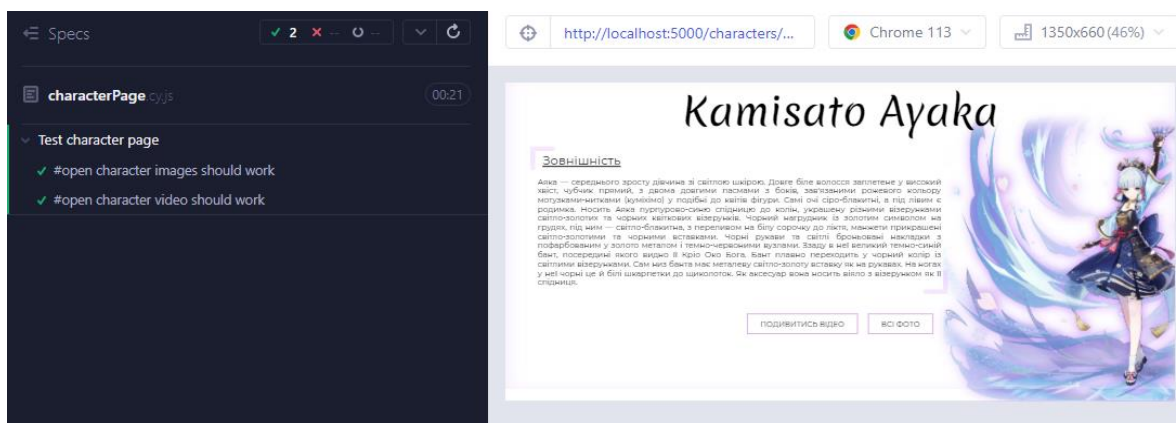 Specs
2
--
--
http://localhost:5000/characters/...
Chrome 113
1350x660 (46%)
characterPage.cy.js
00:21
Test character page
#open character images should work
#open character video should work
Kamisato Ayaka
Зовнішність
Аяка — середнього зросту дівчина зі світлою шкірою. Довге біле волосся заплетене у високий
хвіст, чубчик прямий, з двома довгими пасмами з боків, зав'язаними рожевого кольору
мотузками-нитками (куміхімо) у подібні до квітів фігури. Самі очі сіро-блакитні, а під лівим є
родимка. Носить Аяка пурпурово-синю спідницю до колін, украшену різними візерунками
світло-золотих та чорних квіткових візерунків. Чорний нагрудник із золотим символом на
грудях, під ним — світло-блакитна, з переливом на білу сорочку до ліктя, манжети прикрашені
світло-золотими та чорними вставками. Чорні рукави та світлі броньовані накладки з
пофарбованим у золото металом і темно-червоними вузлами. Ззаду в неї великий темно-синій
бант, посередині якого видно її Кріо Око Бога. Бант плавно переходить у чорний колір із
світлими візерунками. Сам низ банта має металеву світло-золоту вставку як на рукавах. На ногах
у неї чорні це й білі шкарпетки до щиколоток. Як аксесуар вона носить віяло з візерунком як її
спідниця.
ПОДИВИТИСЬ ВІДЕО
ВСІ ФОТО